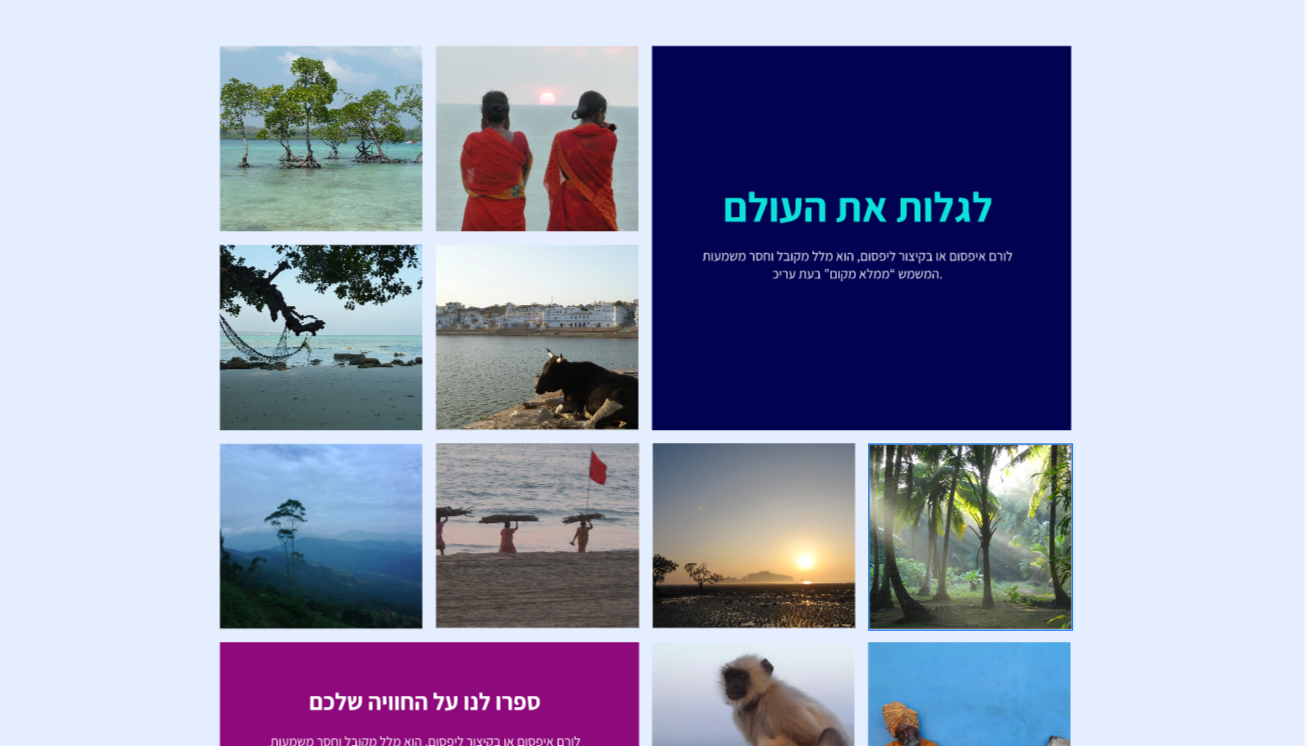 לגלות את העולם
לורם איפסום או בקיצור ליפסום, הוא מלל מקובל וחסר משמעות
המשמש “ממלא מקום” בעת עריכ.
ספרו לנו על החוויה שלכם
לורם איפסום או בקיצור ליפסום, הוא מלל מקובל וחסר משמעות